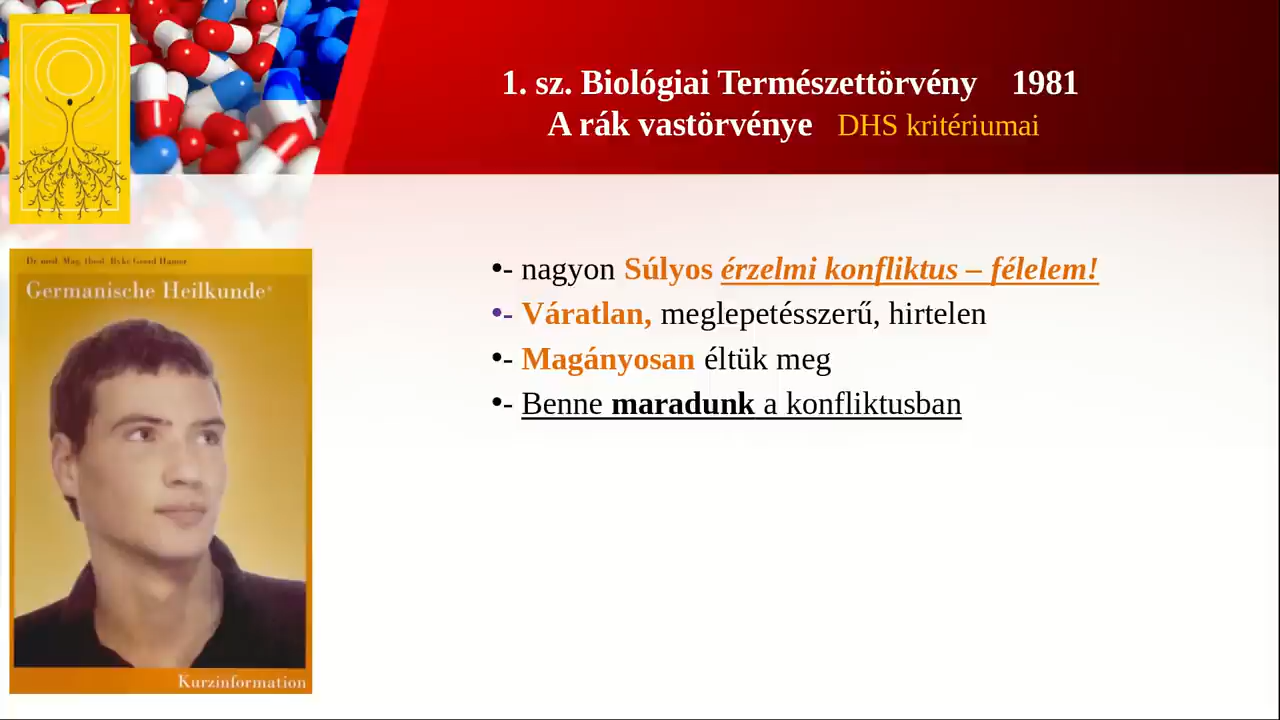 1. sz. Biológiai Természettörvény 1981
A rák vastörvénye DHS kritériumai
Dr. med. Mag. theol. Ryke Geerd Hamer
Germanische Heilkunde®
•- nagyon Súlyos érzelmi konfliktus – félelem!
•- Váratlan, meglepetésszerű, hirtelen
•- Magányosan éltük meg
•- Benne maradunk a konfliktusban
Kurzinformation